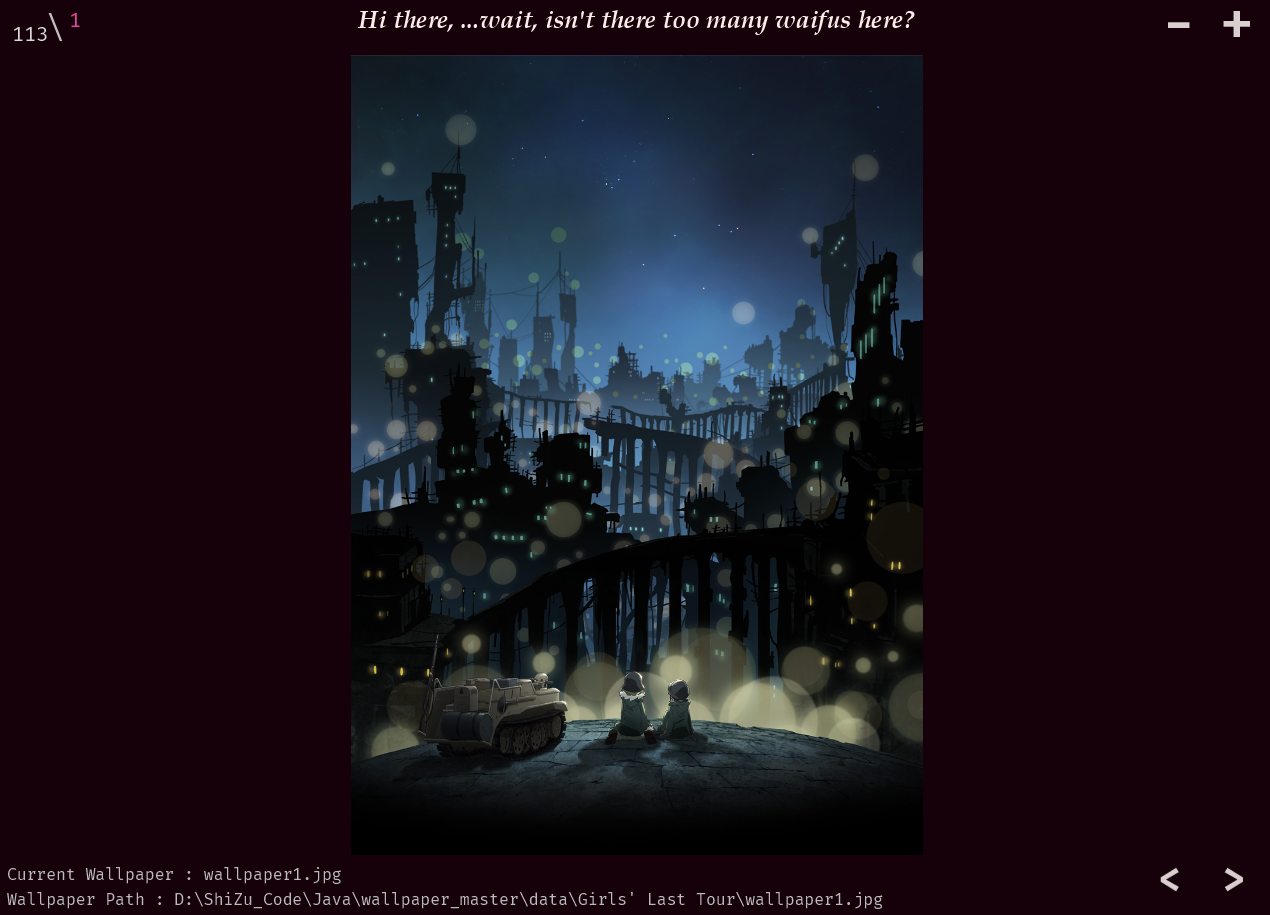 113\ 1
Hi there, ...wait, isn't there too many waifus here?
- +
Current Wallpaper : wallpaper1.jpg
Wallpaper Path : D:\ShiZu_Code\Java\wallpaper_master\data\Girls' Last Tour\wallpaper1.jpg
< >